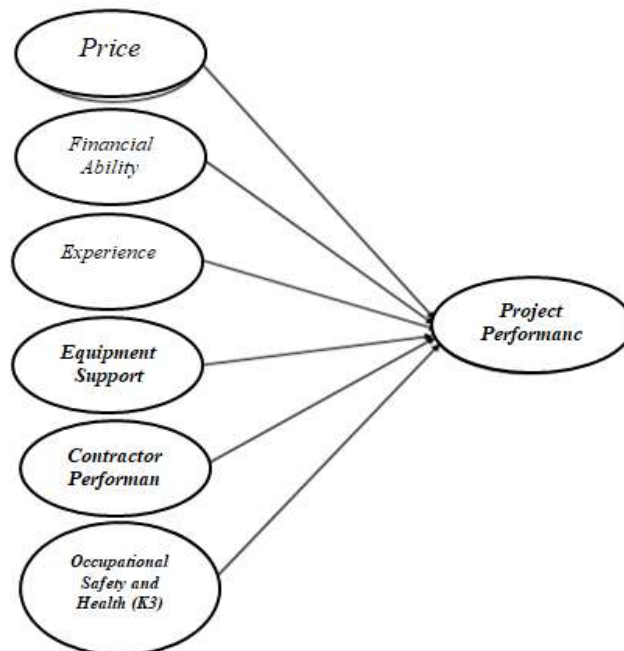 Price
Financial
Ability
Experience
Equipment
Support
Contractor
Performan
Occupational
Safety and
Health (K3)
Project
Performanc